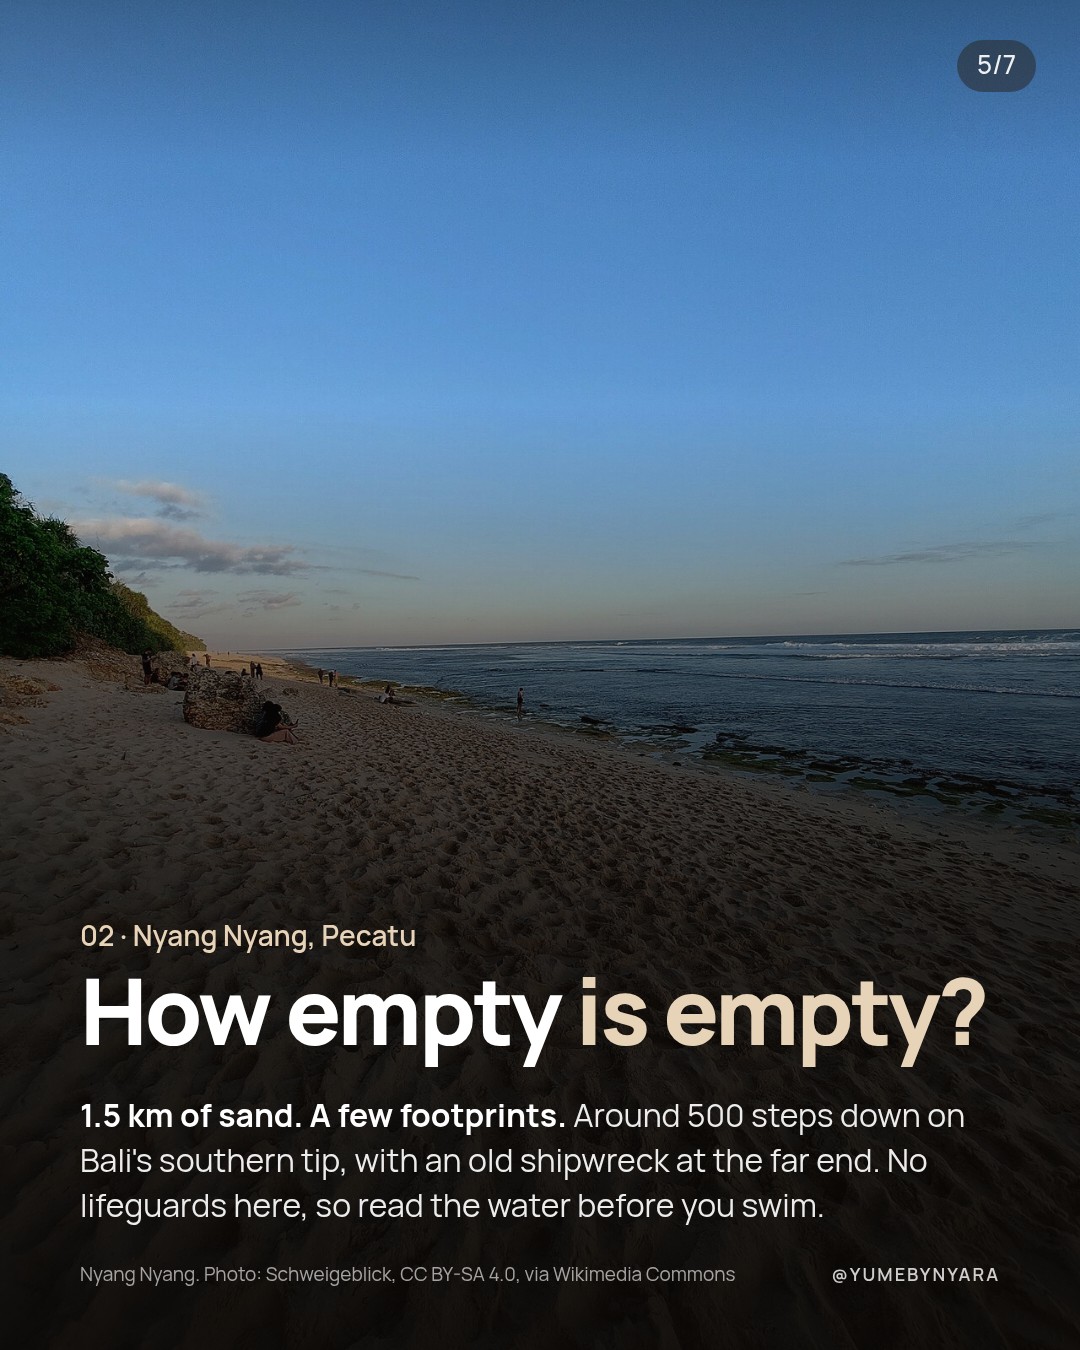 5/7
02 · Nyang Nyang, Pecatu
How empty is empty?
1.5 km of sand. A few footprints. Around 500 steps down on
Bali's southern tip, with an old shipwreck at the far end. No
lifeguards here, so read the water before you swim.
Nyang Nyang. Photo: Schweigeblick, CC BY-SA 4.0, via Wikimedia Commons
@YUMEBYNYARA